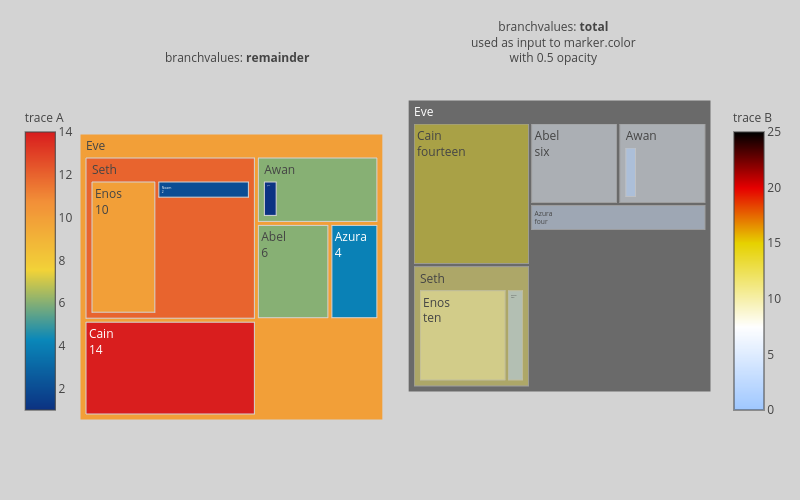 branchvalues: total
used as input to marker.color
with 0.5 opacity
branchvalues: remainder
trace A
14
12
10
8
6
4
2
Eve
Seth
Enos
10
Awan
Abel
6
Azura
4
Cain
14
Eve
Cain
fourteen
Abel
six
Awan
Azura
four
Seth
Enos
ten
trace B
25
20
15
10
5
0